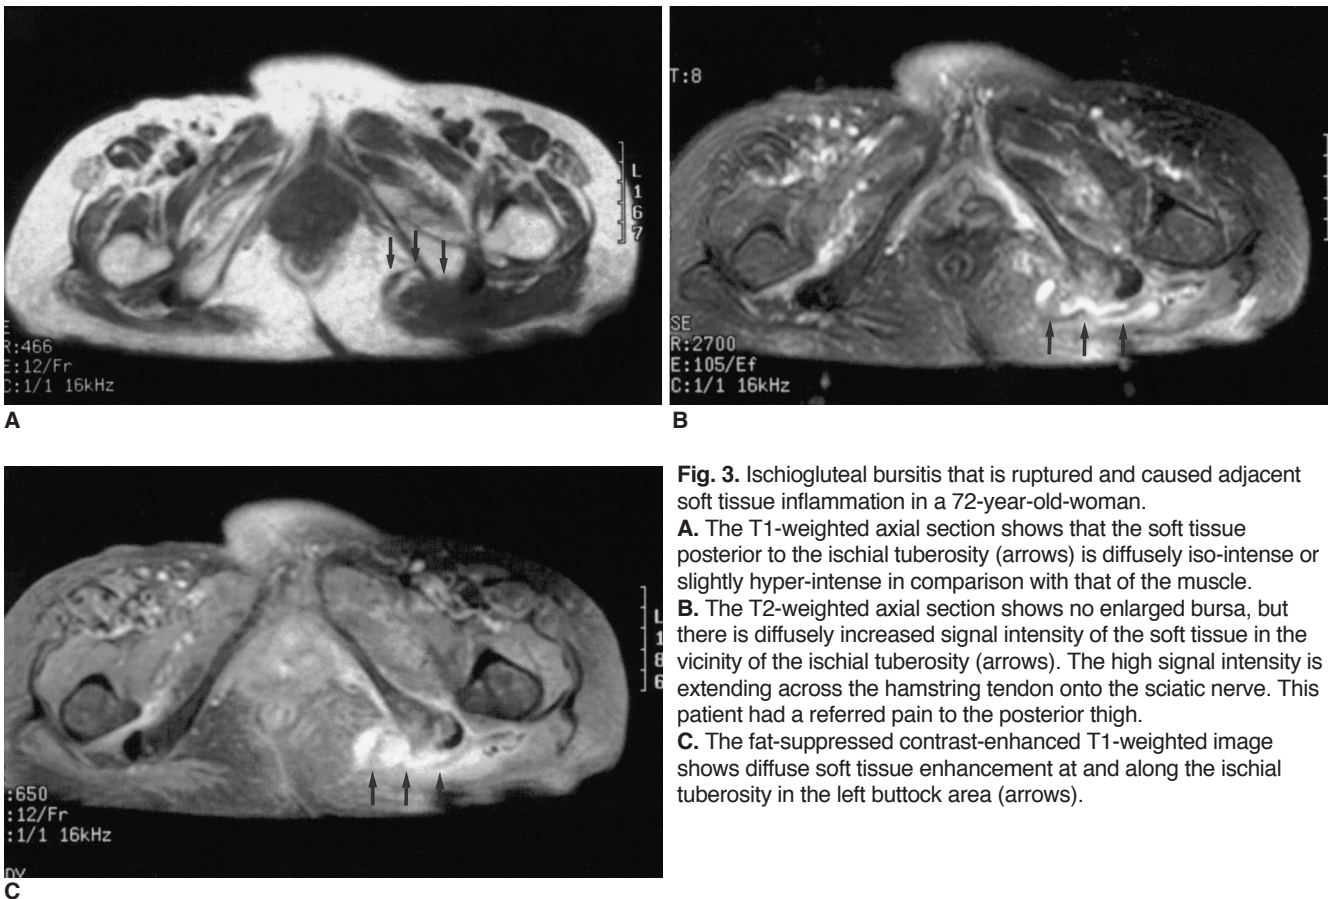 L
1
6
7
R:466
E:12/Fr
C:1/1 16kHz
A
T:8
SE
R:2700
E:105/Ef
C:1/1 16kHz
B
L
1
8
6
:650
:12/Fr
:1/1 16kHz
C
Fig. 3. Ischiogluteal bursitis that is ruptured and caused adjacent
soft tissue inflammation in a 72-year-old-woman.
A. The T1-weighted axial section shows that the soft tissue
posterior to the ischial tuberosity (arrows) is diffusely iso-intense or
slightly hyper-intense in comparison with that of the muscle.
B. The T2-weighted axial section shows no enlarged bursa, but
there is diffusely increased signal intensity of the soft tissue in the
vicinity of the ischial tuberosity (arrows). The high signal intensity is
extending across the hamstring tendon onto the sciatic nerve. This
patient had a referred pain to the posterior thigh.
C. The fat-suppressed contrast-enhanced T1-weighted image
shows diffuse soft tissue enhancement at and along the ischial
tuberosity in the left buttock area (arrows).